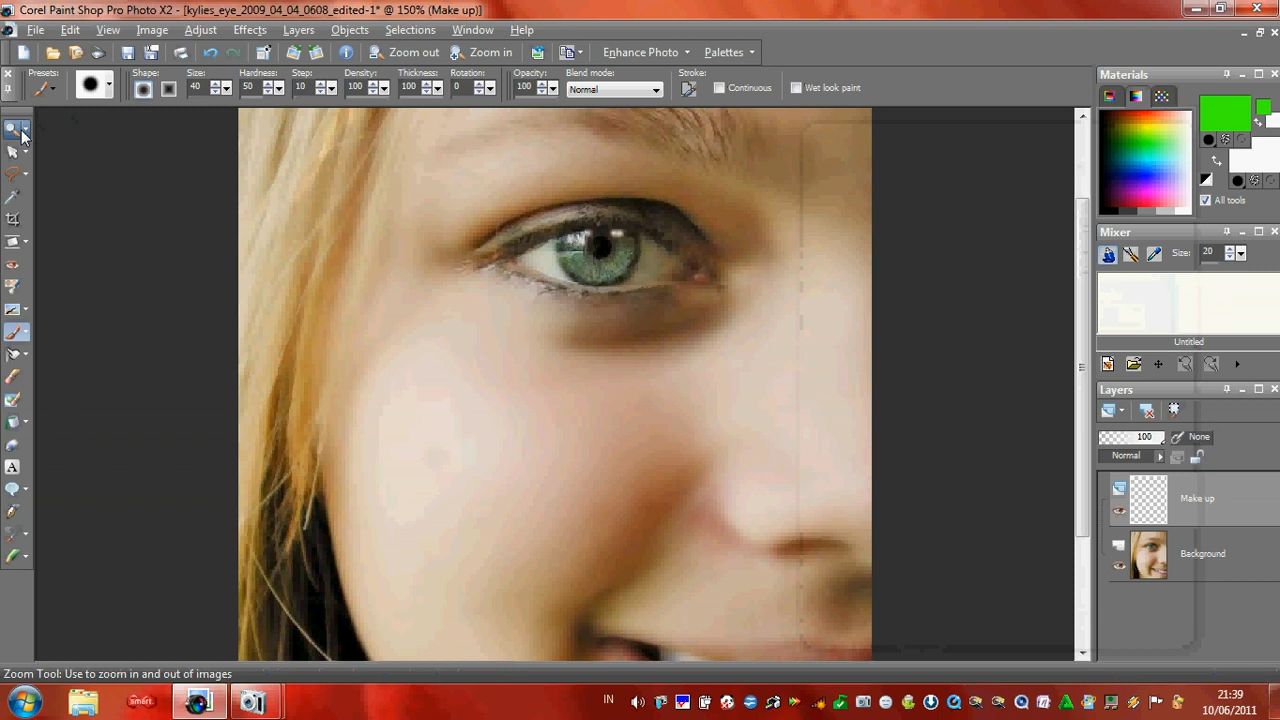 Corel Paint Shop Pro Photo X2 - [kylies_eye_2009_04_04_0608_edited-1* @ 150% (Make up)]
File Edit View Image Adjust Effects Layers Objects Selections Window Help
Zoom out Zoom in Enhance Photo Palettes
Presets: Shape: Size: Hardness: Step: Density: Thickness: Rotation: Opacity: Blend mode: Stroke:
40 50 10 100 100 0 100 Normal Continuous Wet look paint
Materials
All tools
Mixer
Size: 20
Untitled
Layers
100 None
Normal
Make up
Background
A
Zoom Tool: Use to zoom in and out of images
smart
IN
21:39
10/06/2011